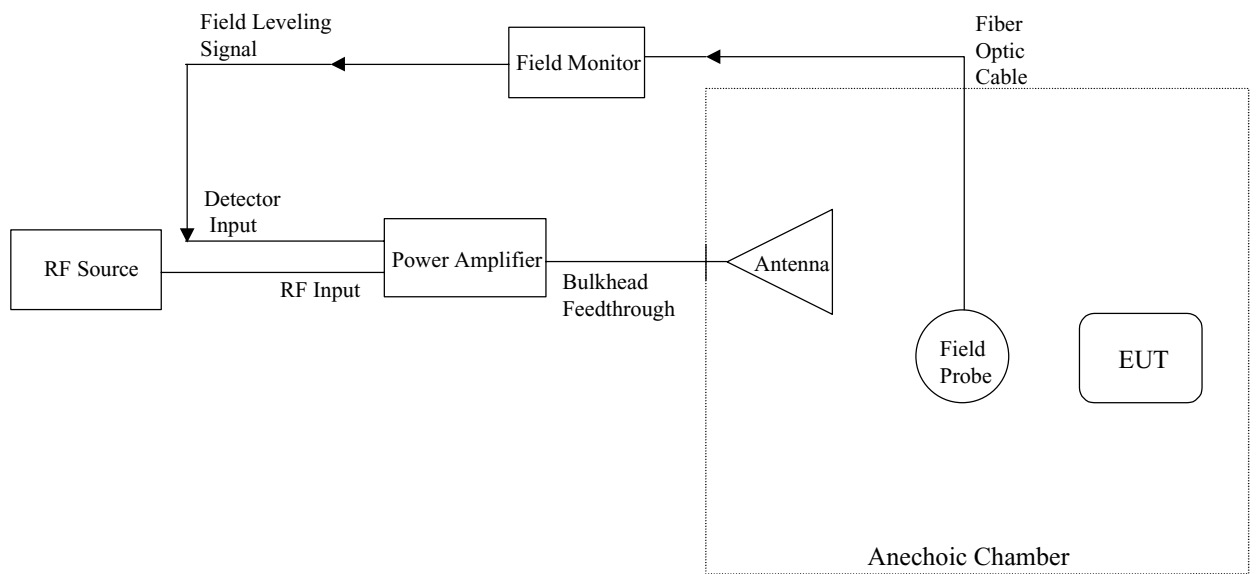 Field Leveling
Signal
Field Monitor
Fiber
Optic
Cable
Detector
Input
RF Source
RF Input
Power Amplifier
Bulkhead
Feedthrough
Antenna
Field
Probe
EUT
Anechoic Chamber